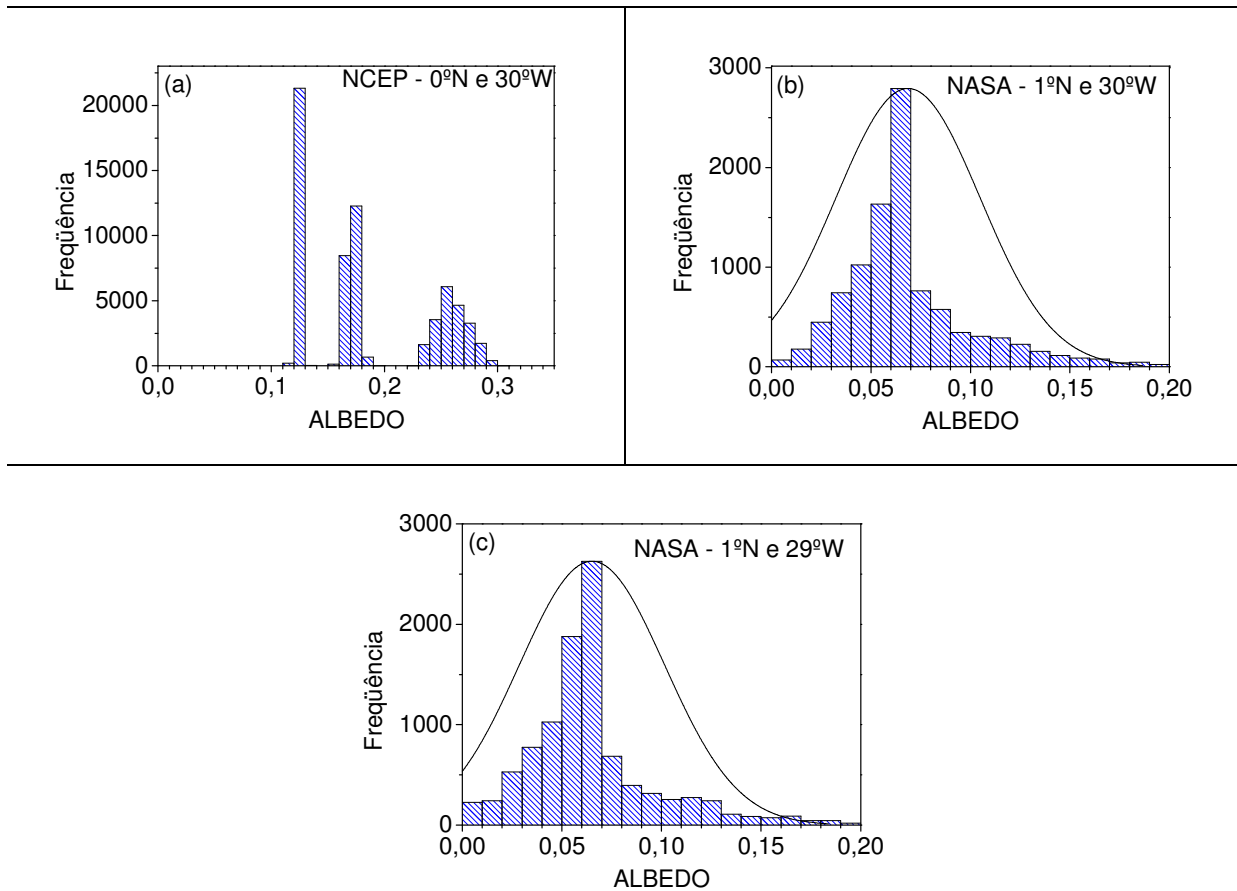 (a)
NCEP - 0ºN e 30ºW
20000
15000
10000
5000
0
Freqüência
0,0 0,1 0,2 0,3
ALBEDO
(b)
NASA - 1ºN e 30ºW
3000
2000
1000
0
Freqüência
0,00 0,05 0,10 0,15 0,20
ALBEDO
(c)
NASA - 1ºN e 29ºW
3000
2000
1000
0
Freqüência
0,00 0,05 0,10 0,15 0,20
ALBEDO